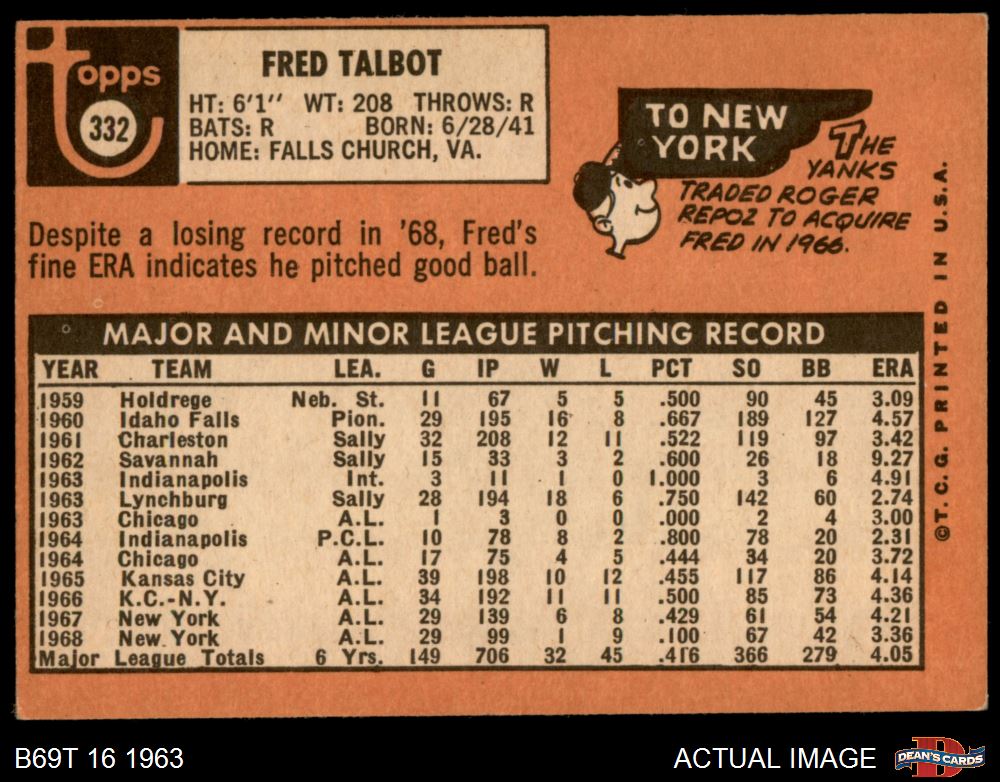 Topps
332
FRED TALBOT
HT: 6'1" WT: 208 THROWS: R
BATS: R BORN: 6/28/41
HOME: FALLS CHURCH, VA.
TO NEW
YORK
THE
YANKS
TRADED ROGER
REPOZ TO ACQUIRE
FRED IN 1966.
Despite a losing record in '68, Fred's
fine ERA indicates he pitched good ball.
MAJOR AND MINOR LEAGUE PITCHING RECORD
YEAR TEAM LEA. G IP W L PCT SO BB ERA
1959 Holdrege Neb. St. 11 67 5 5 .500 90 45 3.09
1960 Idaho Falls Pion. 29 195 16 8 .667 189 127 4.57
1961 Charleston Sally 32 208 12 11 .522 119 97 3.42
1962 Savannah Sally 15 33 3 2 .600 26 18 9.27
1963 Indianapolis Int. 3 11 1 0 1.000 3 6 4.91
1963 Lynchburg Sally 28 194 18 6 .750 142 60 2.74
1963 Chicago A.L. 1 3 0 0 .000 2 4 3.00
1964 Indianapolis P.C.L. 10 78 8 2 .800 78 20 2.31
1964 Chicago A.L. 17 75 4 5 .444 34 20 3.72
1965 Kansas City A.L. 39 198 10 12 .455 117 86 4.14
1966 K.C.-N.Y. A.L. 34 192 11 11 .500 85 73 4.36
1967 New York A.L. 29 139 6 8 .429 61 54 4.21
1968 New York A.L. 29 99 1 9 .100 67 42 3.36
Major League Totals 6 Yrs. 149 706 32 45 .416 366 279 4.05
©T. C. G. PRINTED IN U.S.A.
B69T 16 1963
ACTUAL IMAGE
D
DEAN'S CARDS